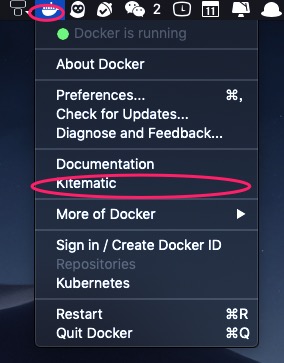 2
11
Docker is running
About Docker
Preferences... ⌘,
Check for Updates...
Diagnose and Feedback...
Documentation
Kitematic
More of Docker ▶
Sign in / Create Docker ID
Repositories
Kubernetes
Restart ⌘R
Quit Docker ⌘Q